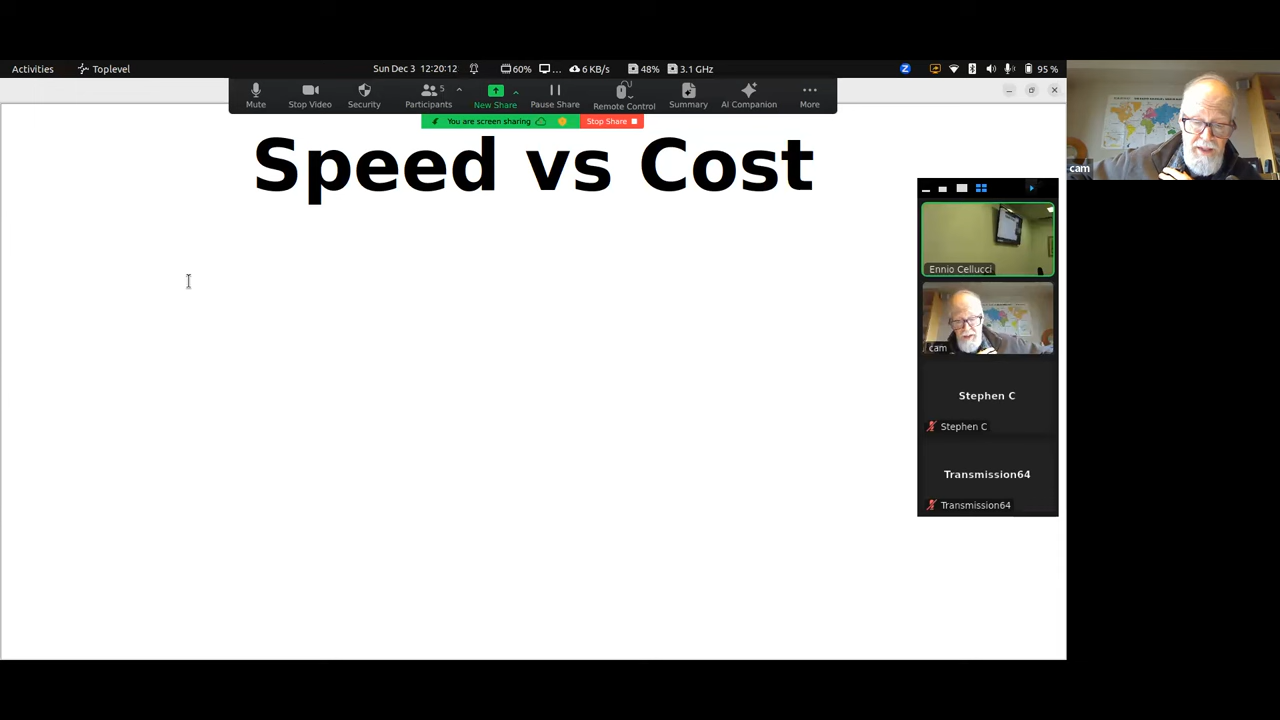 Activities
Toplevel
Sun Dec 3 12:20:12
60%
...
6 KB/s
48%
3.1 GHz
Z
95 %
Mute
Stop Video
Security
5
Participants
New Share
Pause Share
Remote Control
Summary
AI Companion
More
You are screen sharing
Stop Share
Speed vs Cost
Ennio Cellucci
cam
Stephen C
Stephen C
Transmission64
Transmission64
cam